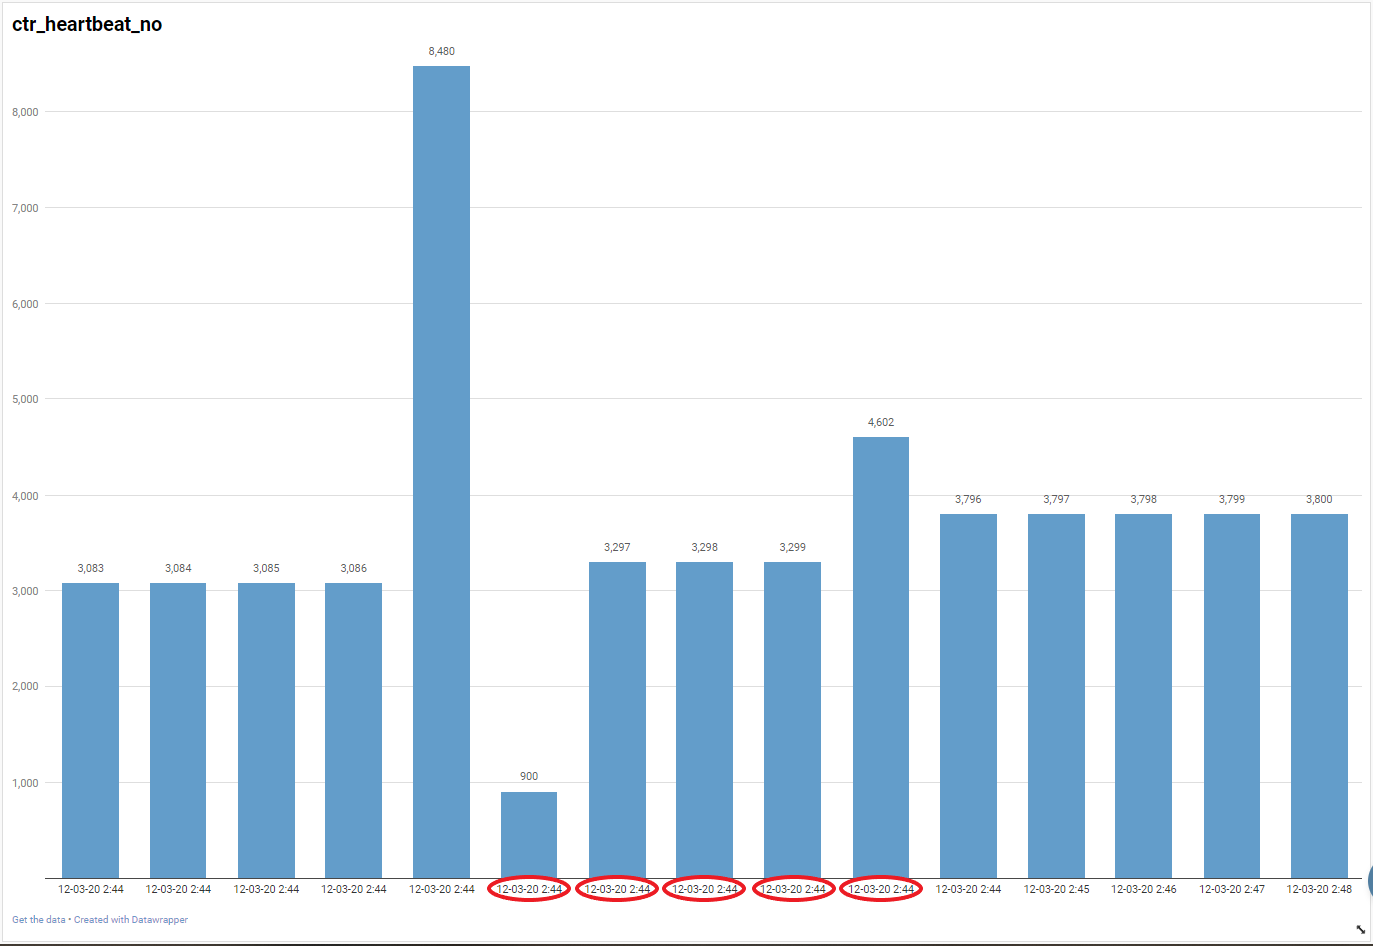 ctr_heartbeat_no
8,480
8,000
7,000
6,000
5,000
4,602
4,000
3,796 3,797 3,798 3,799 3,800
3,297 3,298 3,299
3,083 3,084 3,085 3,086
3,000
2,000
900
1,000
12-03-20 2:44 12-03-20 2:44 12-03-20 2:44 12-03-20 2:44 12-03-20 2:44 12-03-20 2:44 12-03-20 2:44 12-03-20 2:44 12-03-20 2:44 12-03-20 2:44 12-03-20 2:44 12-03-20 2:45 12-03-20 2:46 12-03-20 2:47 12-03-20 2:48
Get the data • Created with Datawrapper